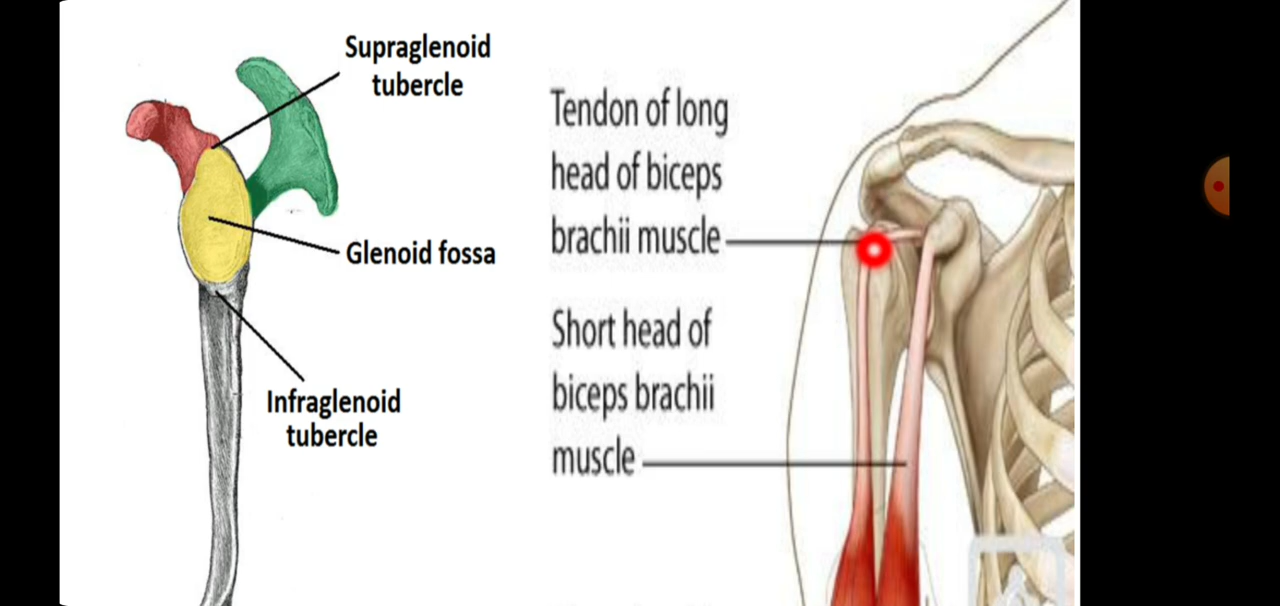 Supraglenoid
tubercle
Glenoid fossa
Infraglenoid
tubercle
Tendon of long
head of biceps
brachii muscle
Short head of
biceps brachii
muscle